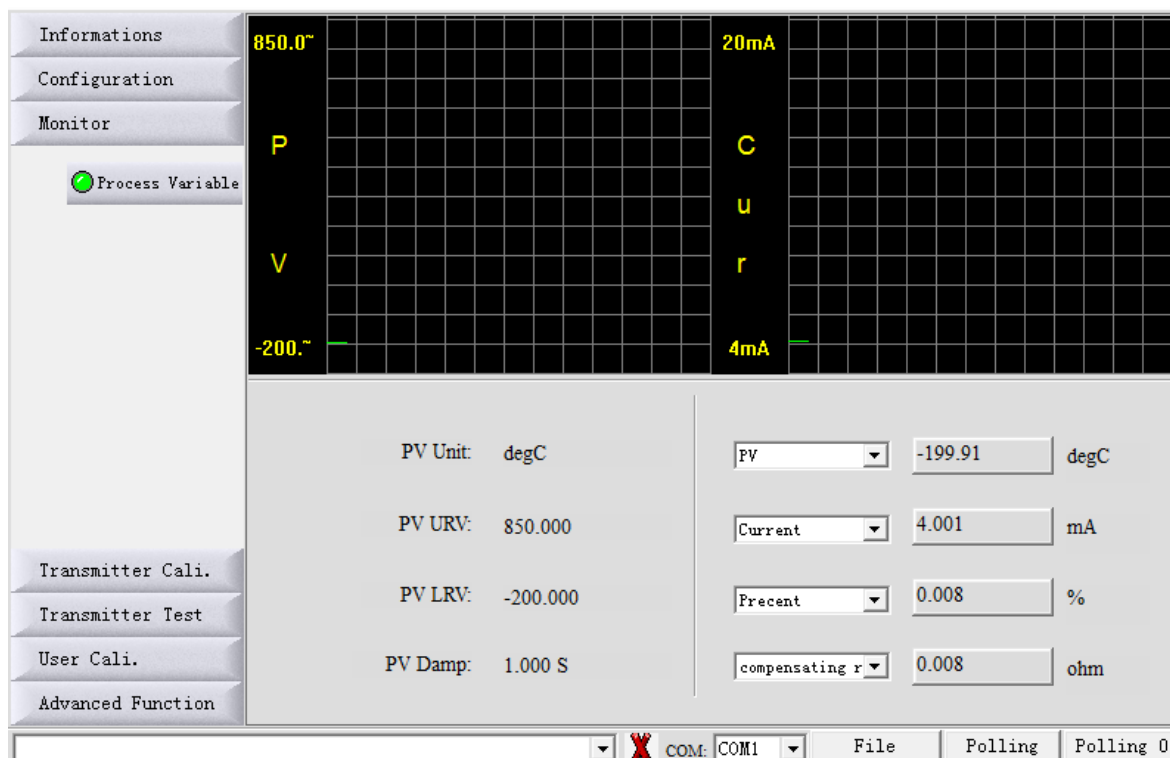 Informations
Configuration
Monitor
Process Variable
Transmitter Cali.
Transmitter Test
User Cali.
Advanced Function
850.0~
P
V
-200.~
20mA
C
u
r
4mA
PV Unit: degC
PV URV: 850.000
PV LRV: -200.000
PV Damp: 1.000 S
PV -199.91 degC
Current 4.001 mA
Precent 0.008 %
compensating r 0.008 ohm
COM: COM1 File Polling Polling 0